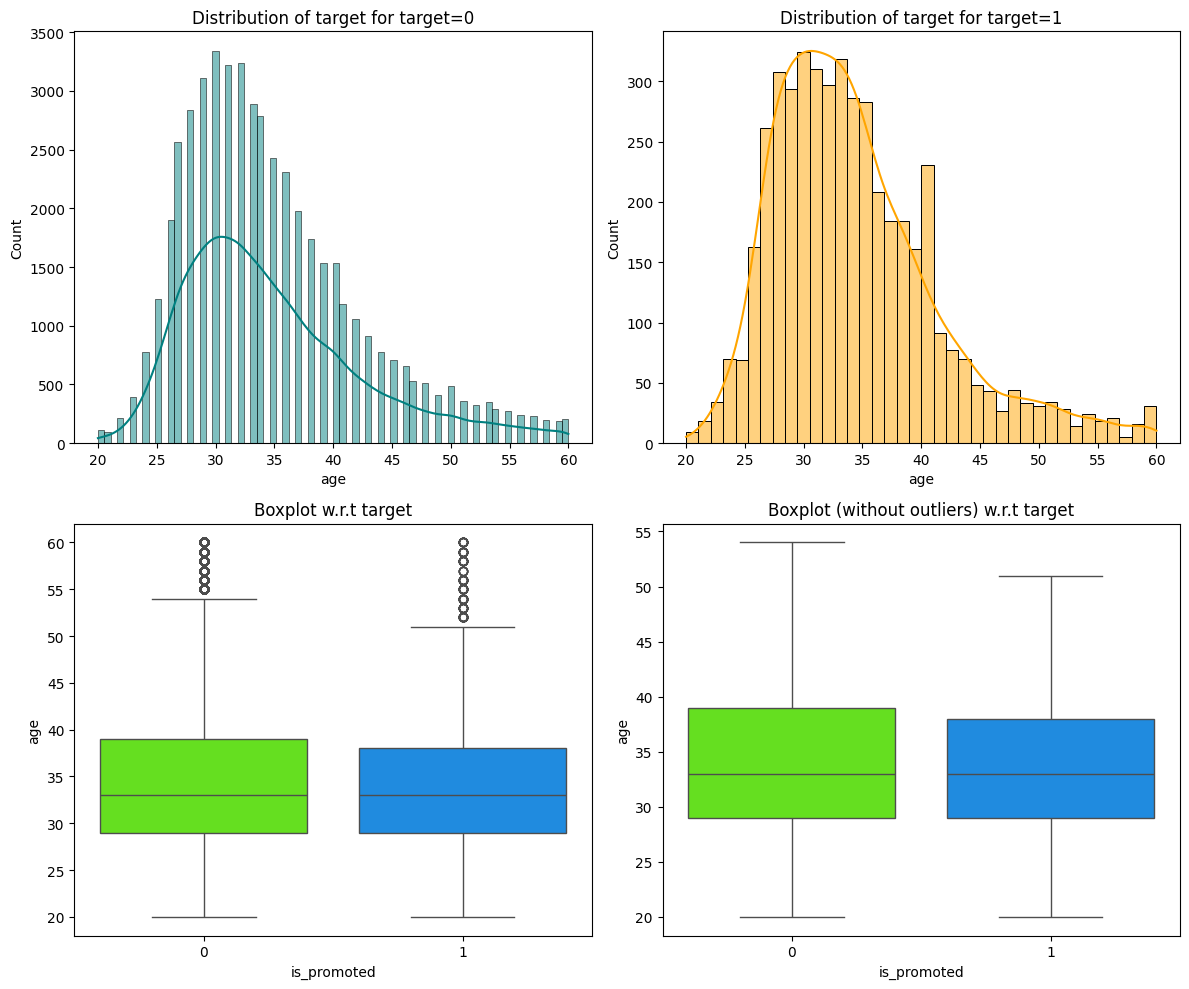 Distribution of target for target=0
Count
3500
3000
2500
2000
1500
1000
500
0
20 25 30 35 40 45 50 55 60
age
Distribution of target for target=1
Count
300
250
200
150
100
50
0
20 25 30 35 40 45 50 55 60
age
Boxplot w.r.t target
age
60
55
50
45
40
35
30
25
20
0 1
is_promoted
Boxplot (without outliers) w.r.t target
age
55
50
45
40
35
30
25
20
0 1
is_promoted